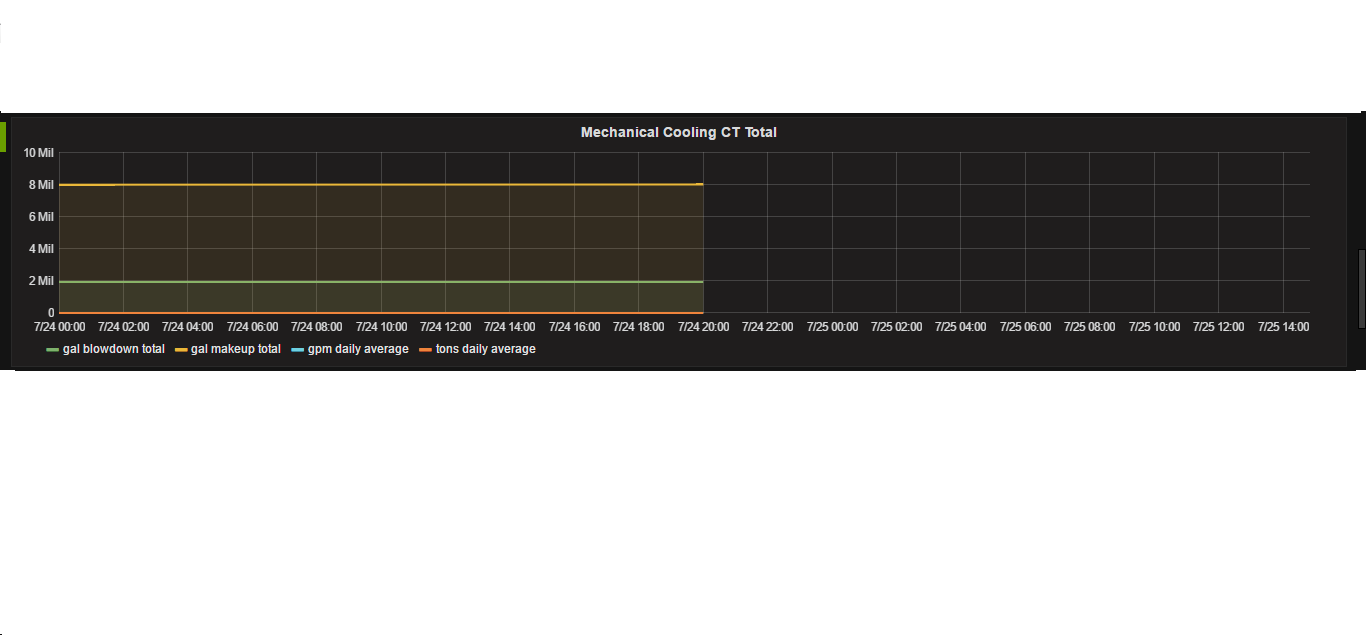 Mechanical Cooling CT Total
10 Mil
8 Mil
6 Mil
4 Mil
2 Mil
0
7/24 00:00 7/24 02:00 7/24 04:00 7/24 06:00 7/24 08:00 7/24 10:00 7/24 12:00 7/24 14:00 7/24 16:00 7/24 18:00 7/24 20:00 7/24 22:00 7/25 00:00 7/25 02:00 7/25 04:00 7/25 06:00 7/25 08:00 7/25 10:00 7/25 12:00 7/25 14:00
gal blowdown total gal makeup total gpm daily average tons daily average